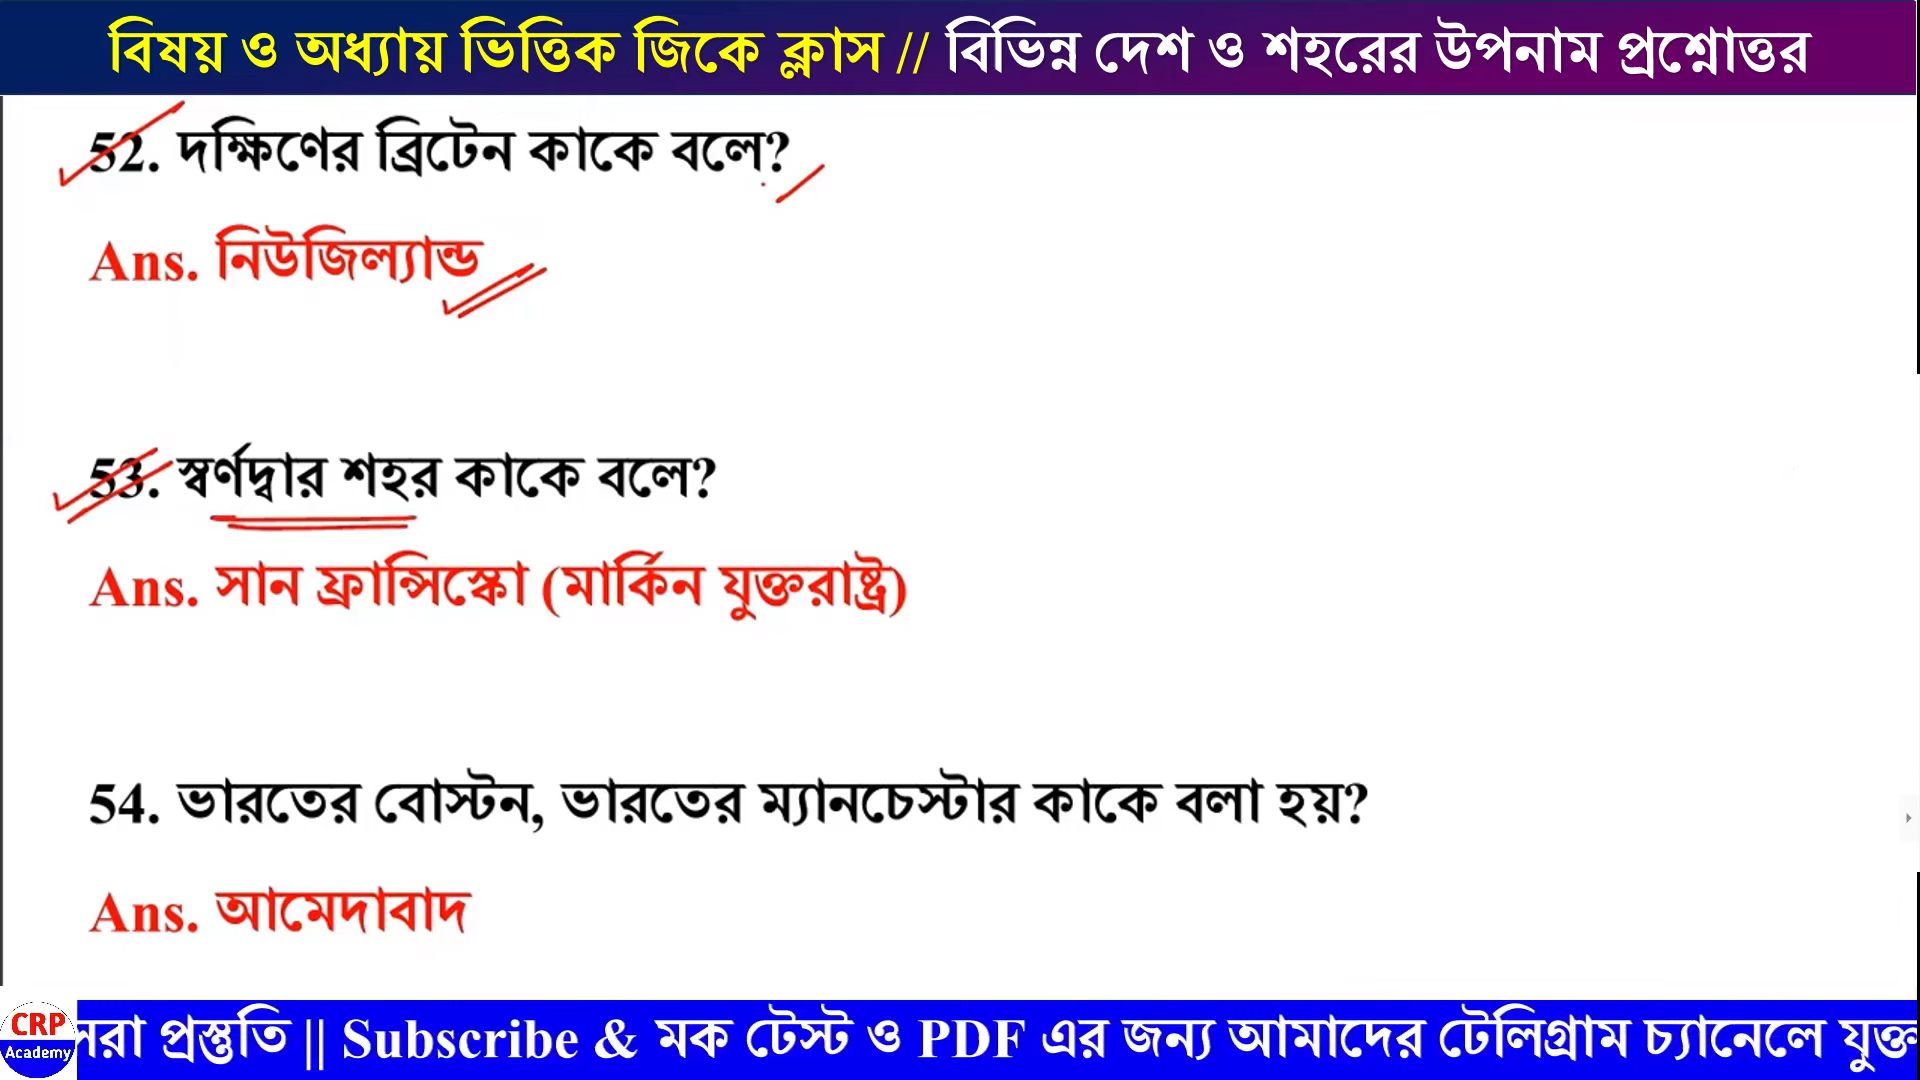 বিষয় ও অধ্যায় ভিত্তিক জিকে ক্লাস // বিভিন্ন দেশ ও শহরের উপনাম প্রশ্নোত্তর
52. দক্ষিণের ব্রিটেন কাকে বলে?
Ans. নিউজিল্যান্ড
53. স্বর্ণদ্বার শহর কাকে বলে?
Ans. সান ফ্রান্সিস্কো (মার্কিন যুক্তরাষ্ট্র)
54. ভারতের বোস্টন, ভারতের ম্যানচেস্টার কাকে বলা হয়?
Ans. আমেদাবাদ
CRP
Academy
প্রস্তুতি || Subscribe & মক টেস্ট ও PDF এর জন্য আমাদের টেলিগ্রাম চ্যানেলে যুক্ত